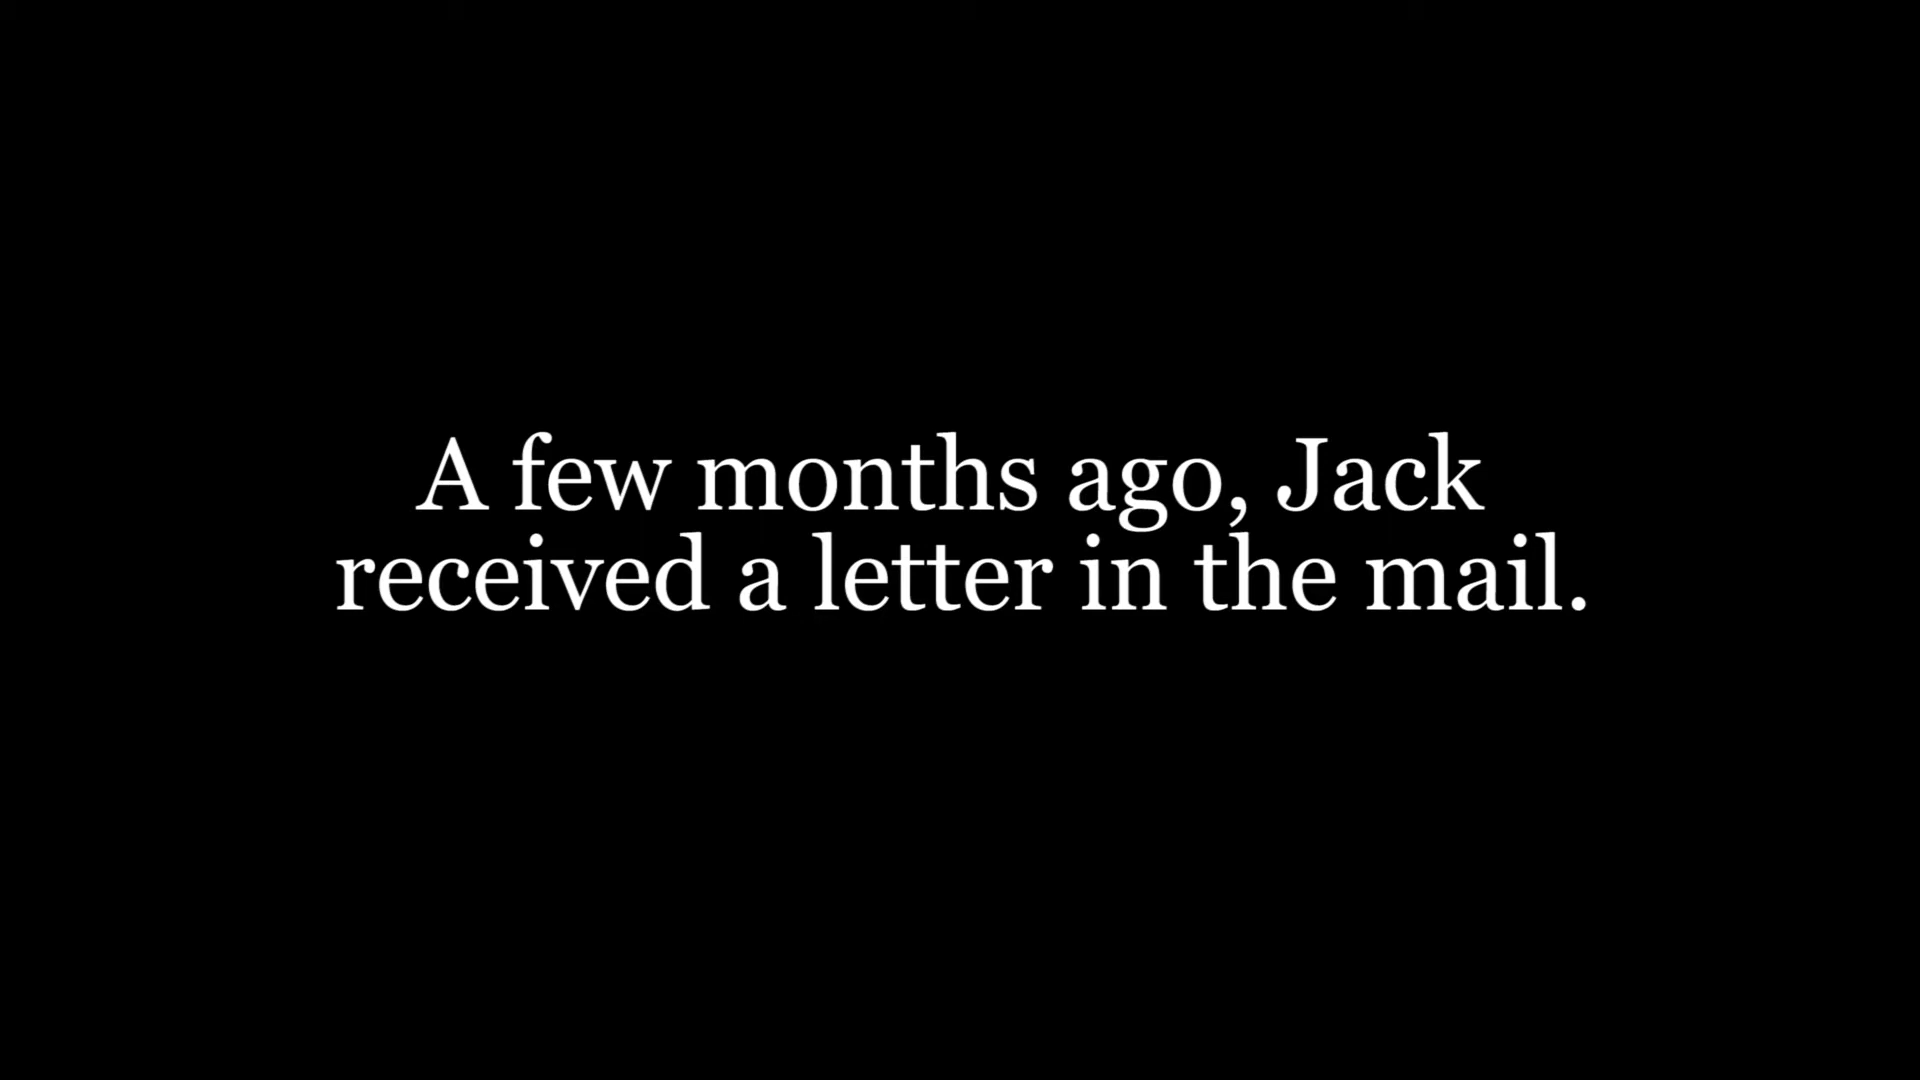 A few months ago, Jack
received a letter in the mail.